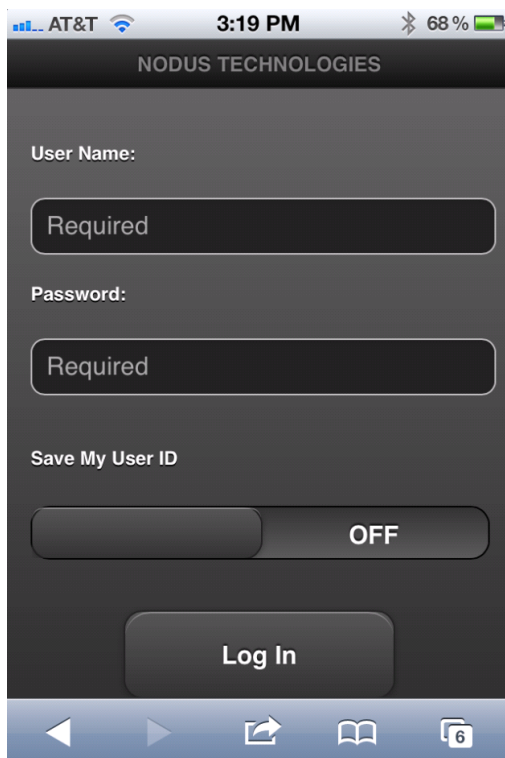 AT&T 3:19 PM 68%
NODUS TECHNOLOGIES
User Name:
Required
Password:
Required
Save My User ID
OFF
Log In
6